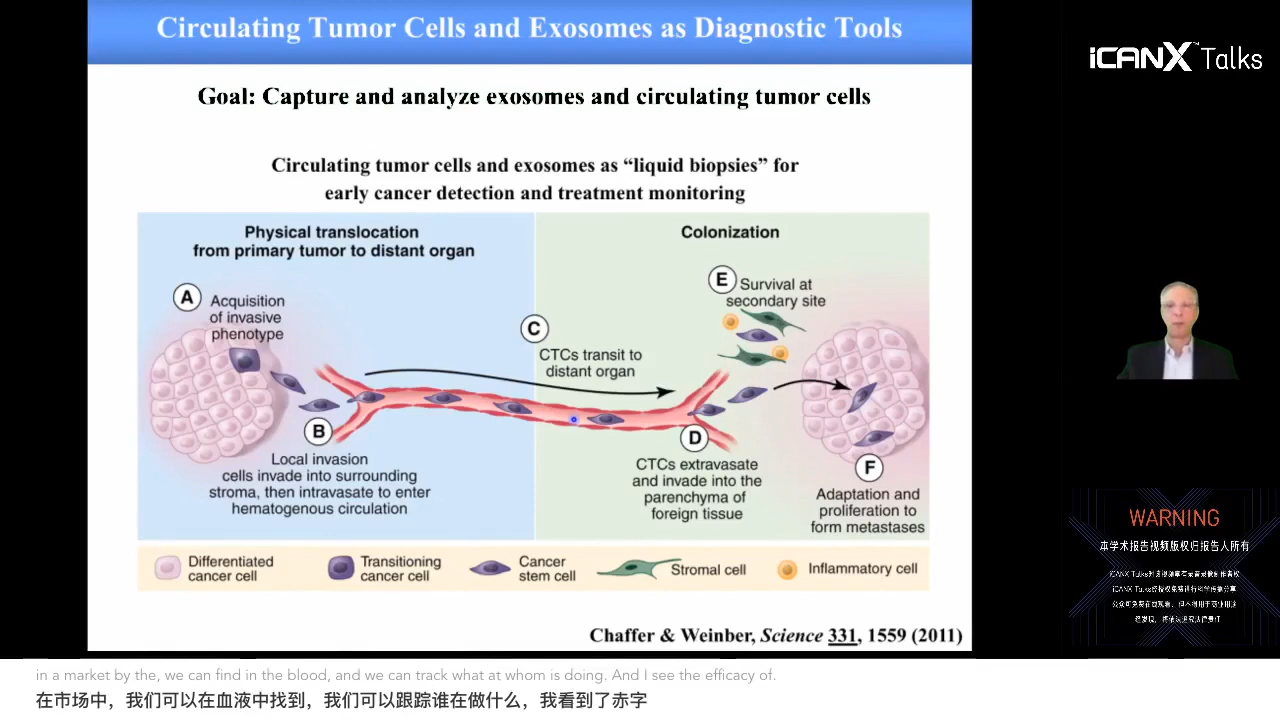 Circulating Tumor Cells and Exosomes as Diagnostic Tools
iCANX Talks
Goal: Capture and analyze exosomes and circulating tumor cells
Circulating tumor cells and exosomes as “liquid biopsies” for
early cancer detection and treatment monitoring
Physical translocation
from primary tumor to distant organ
Colonization
A
Acquisition
of invasive
phenotype
B
Local invasion
cells invade into surrounding
stroma, then intravasate to enter
hematogenous circulation
C
CTCs transit to
distant organ
D
CTCs extravasate
and invade into the
parenchyma of
foreign tissue
E
Survival at
secondary site
F
Adaptation and
proliferation to
form metastases
Differentiated
cancer cell
Transitioning
cancer cell
Cancer
stem cell
Stromal cell
Inflammatory cell
Chaffer & Weinber, Science 331, 1559 (2011)
WARNING
本学术报告视频版权归报告人所有
in a market by the, we can find in the blood, and we can track what at whom is doing. And I see the efficacy of.
在市场中，我们可以在血液中找到，我们可以跟踪谁在做什么，我看到了赤字